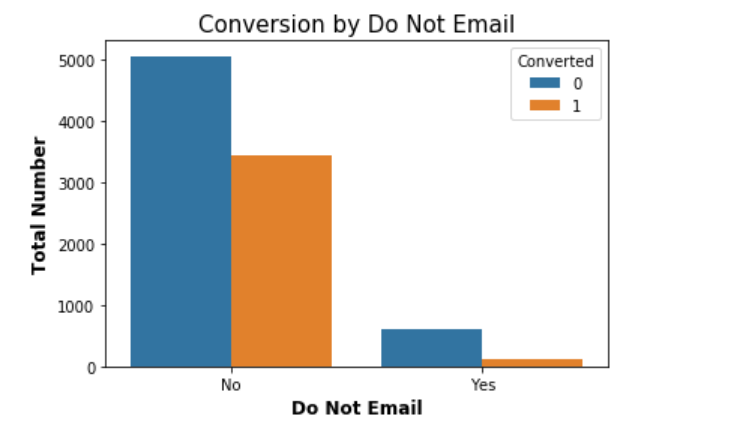 Conversion by Do Not Email
Converted
0
1
5000
4000
3000
2000
1000
0
Total Number
No
Yes
Do Not Email